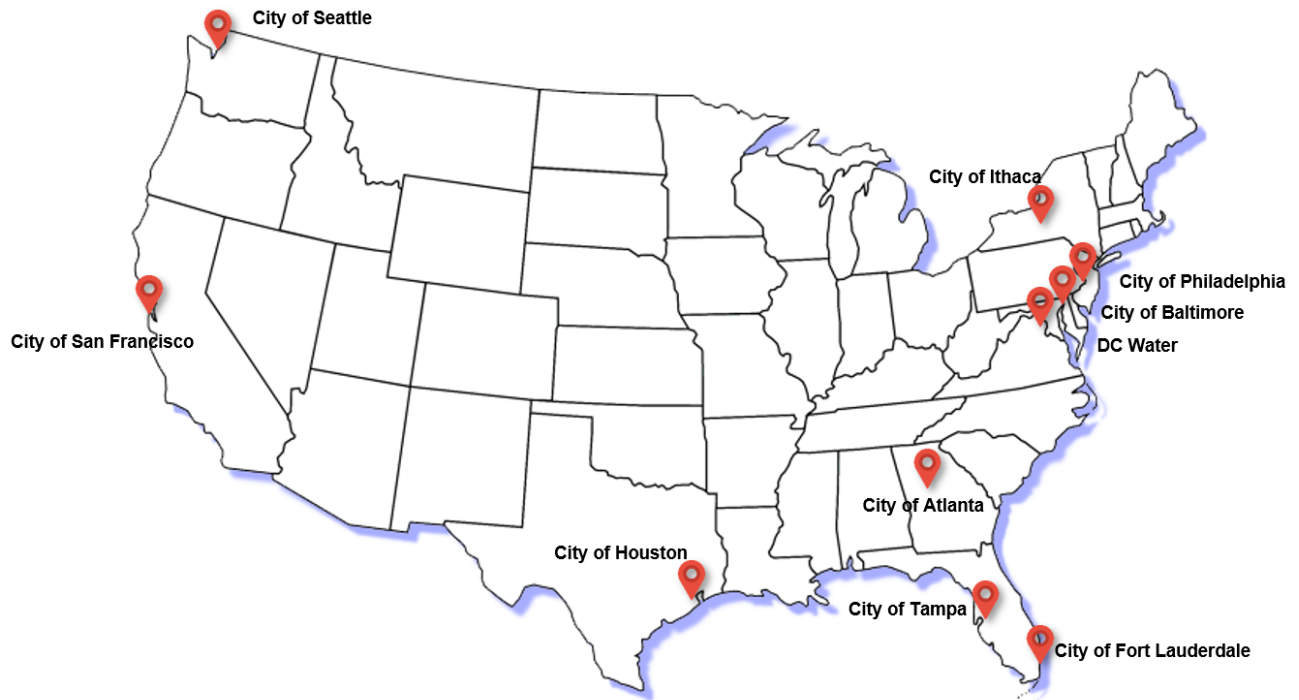 City of Seattle
City of Ithaca
City of Philadelphia
City of Baltimore
City of San Francisco
DC Water
City of Atlanta
City of Houston
City of Tampa
City of Fort Lauderdale